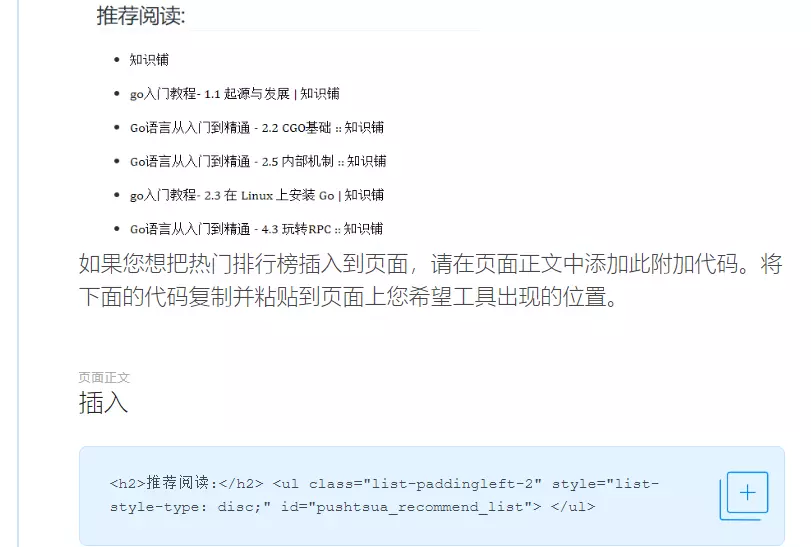 推荐阅读:
知识铺
go入门教程- 1.1 起源与发展 | 知识铺
Go语言从入门到精通 - 2.2 CGO基础 :: 知识铺
Go语言从入门到精通 - 2.5 内部机制 :: 知识铺
go入门教程- 2.3 在 Linux 上安装 Go | 知识铺
Go语言从入门到精通 - 4.3 玩转RPC :: 知识铺
如果您想把热门排行榜插入到页面，请在页面正文中添加此附加代码。将
下面的代码复制并粘贴到页面上您希望工具出现的位置。
页面正文
插入
<h2>推荐阅读:</h2> <ul class="list-paddingleft-2" style="list-
style-type: disc;" id="pushtsua_recommend_list"> </ul>